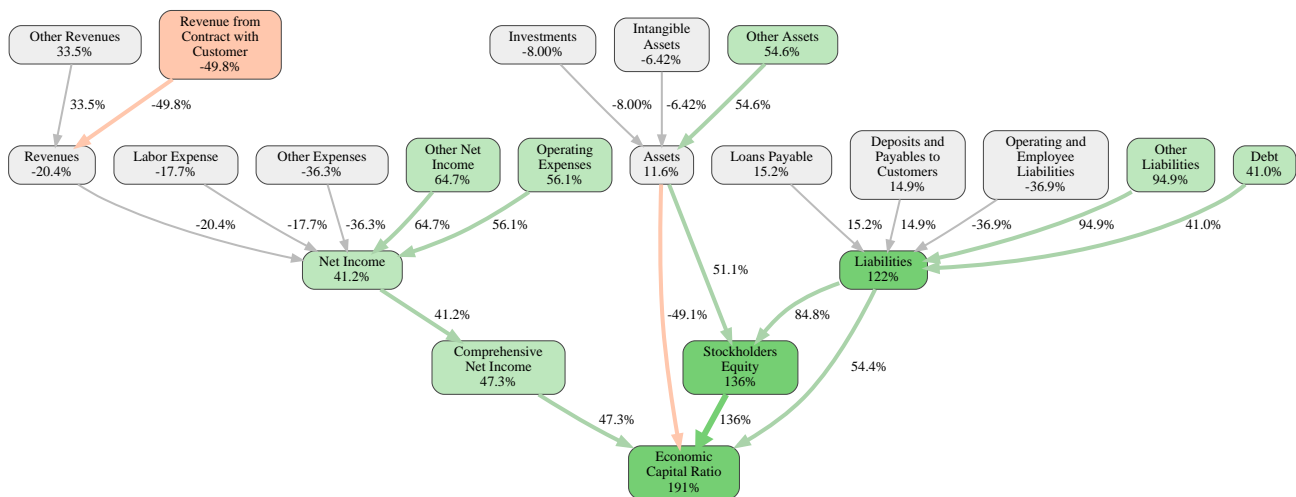 Other Revenues
33.5%
Revenue from
Contract with
Customer
-49.8%
Investments
-8.00%
Intangible
Assets
-6.42%
Other Assets
54.6%
33.5%
-49.8%
-8.00%
-6.42%
54.6%
Revenues
-20.4%
Labor Expense
-17.7%
Other Expenses
-36.3%
Other Net
Income
64.7%
Operating
Expenses
56.1%
Assets
11.6%
Loans Payable
15.2%
Deposits and
Payables to
Customers
14.9%
Operating and
Employee
Liabilities
-36.9%
Other
Liabilities
94.9%
Debt
41.0%
-20.4%
-17.7%
-36.3%
64.7%
56.1%
15.2%
14.9%
-36.9%
94.9%
41.0%
Net Income
41.2%
Liabilities
122%
51.1%
41.2%
-49.1%
84.8%
Comprehensive
Net Income
47.3%
Stockholders
Equity
136%
54.4%
47.3%
136%
Economic
Capital Ratio
191%